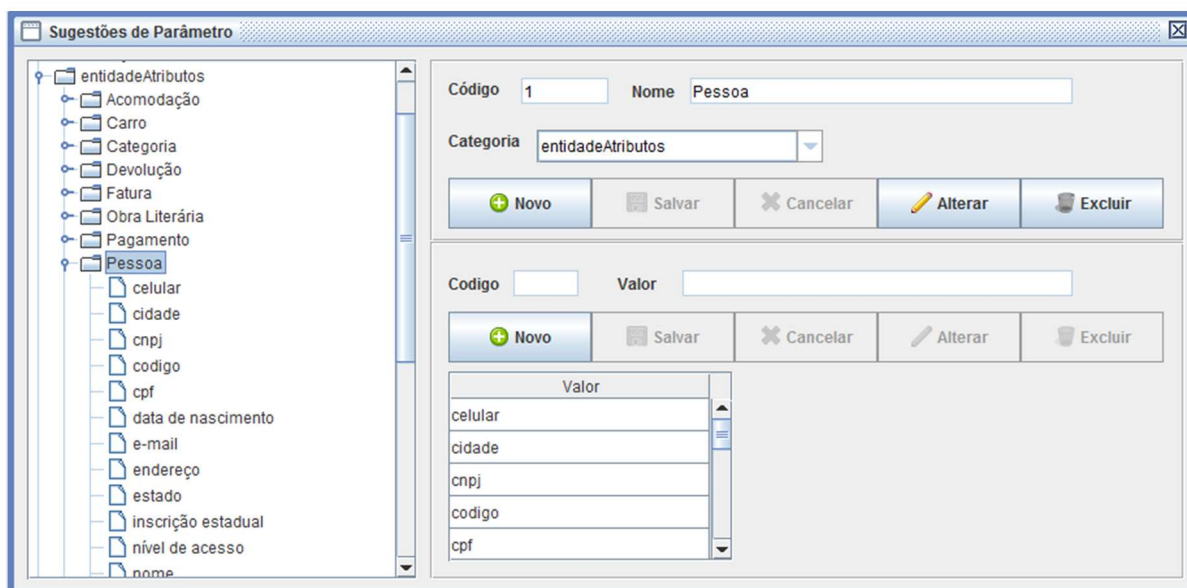 Sugestões de Parâmetro
entidadeAtributos
Acomodação
Carro
Categoria
Devolução
Fatura
Obra Literária
Pagamento
Pessoa
celular
cidade
cnpj
codigo
cpf
data de nascimento
e-mail
endereço
estado
inscrição estadual
nível de acesso
nome
Código 1 Nome Pessoa
Categoria entidadeAtributos
Novo Salvar Cancelar Alterar Excluir
Codigo Valor
Novo Salvar Cancelar Alterar Excluir
Valor
celular
cidade
cnpj
codigo
cpf